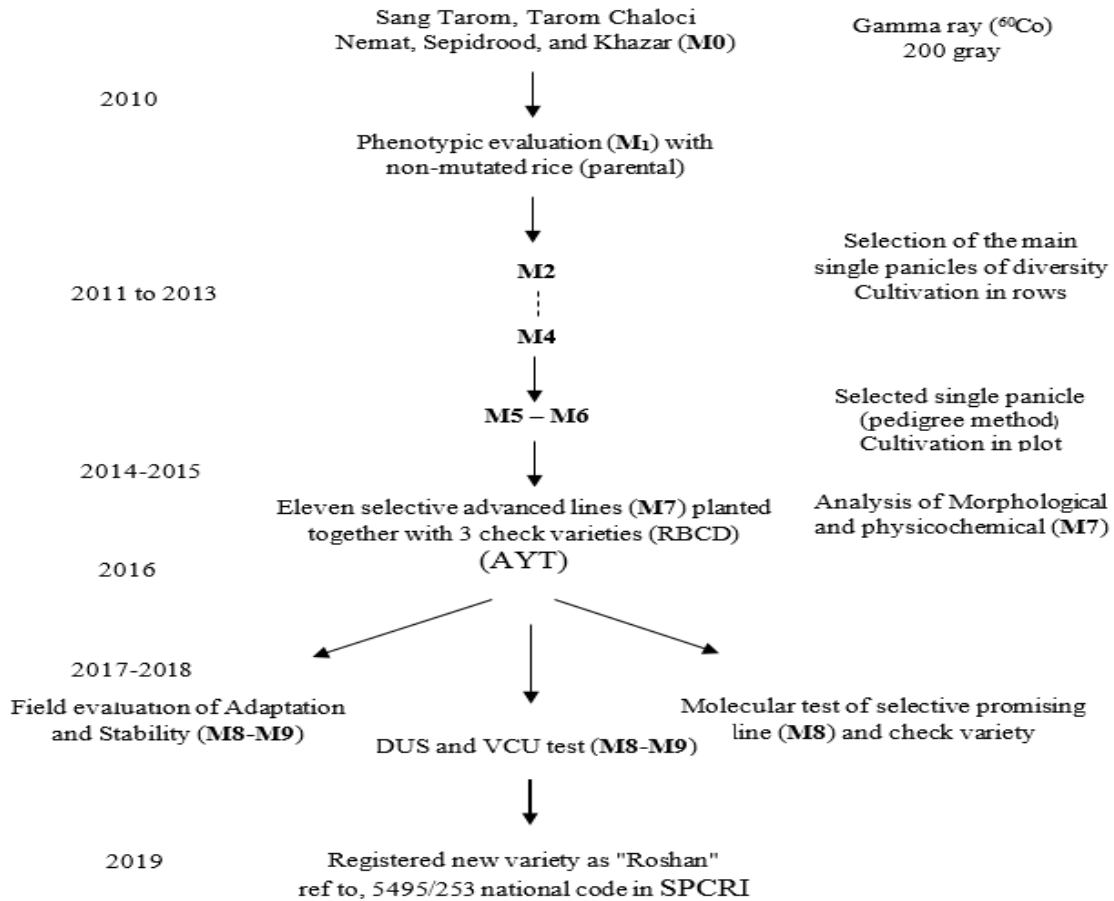 Sang Tarom, Tarom Chaloci
Nemat, Sepidrood, and Khazar (M0)
Gamma ray (⁶⁰Co)
200 gray
2010
Phenotypic evaluation (M₁) with
non-mutated rice (parental)
M2
Selection of the main
single panicles of diversity
Cultivation in rows
2011 to 2013
M4
M5 – M6
Selected single panicle
(pedigree method)
Cultivation in plot
2014-2015
Eleven selective advanced lines (M7) planted
together with 3 check varieties (RBCD)
(AYT)
Analysis of Morphological
and physicochemical (M7)
2016
2017-2018
Field evaluation of Adaptation
and Stability (M8-M9)
DUS and VCU test (M8-M9)
Molecular test of selective promising
line (M8) and check variety
2019
Registered new variety as "Roshan"
ref to, 5495/253 national code in SPCRI